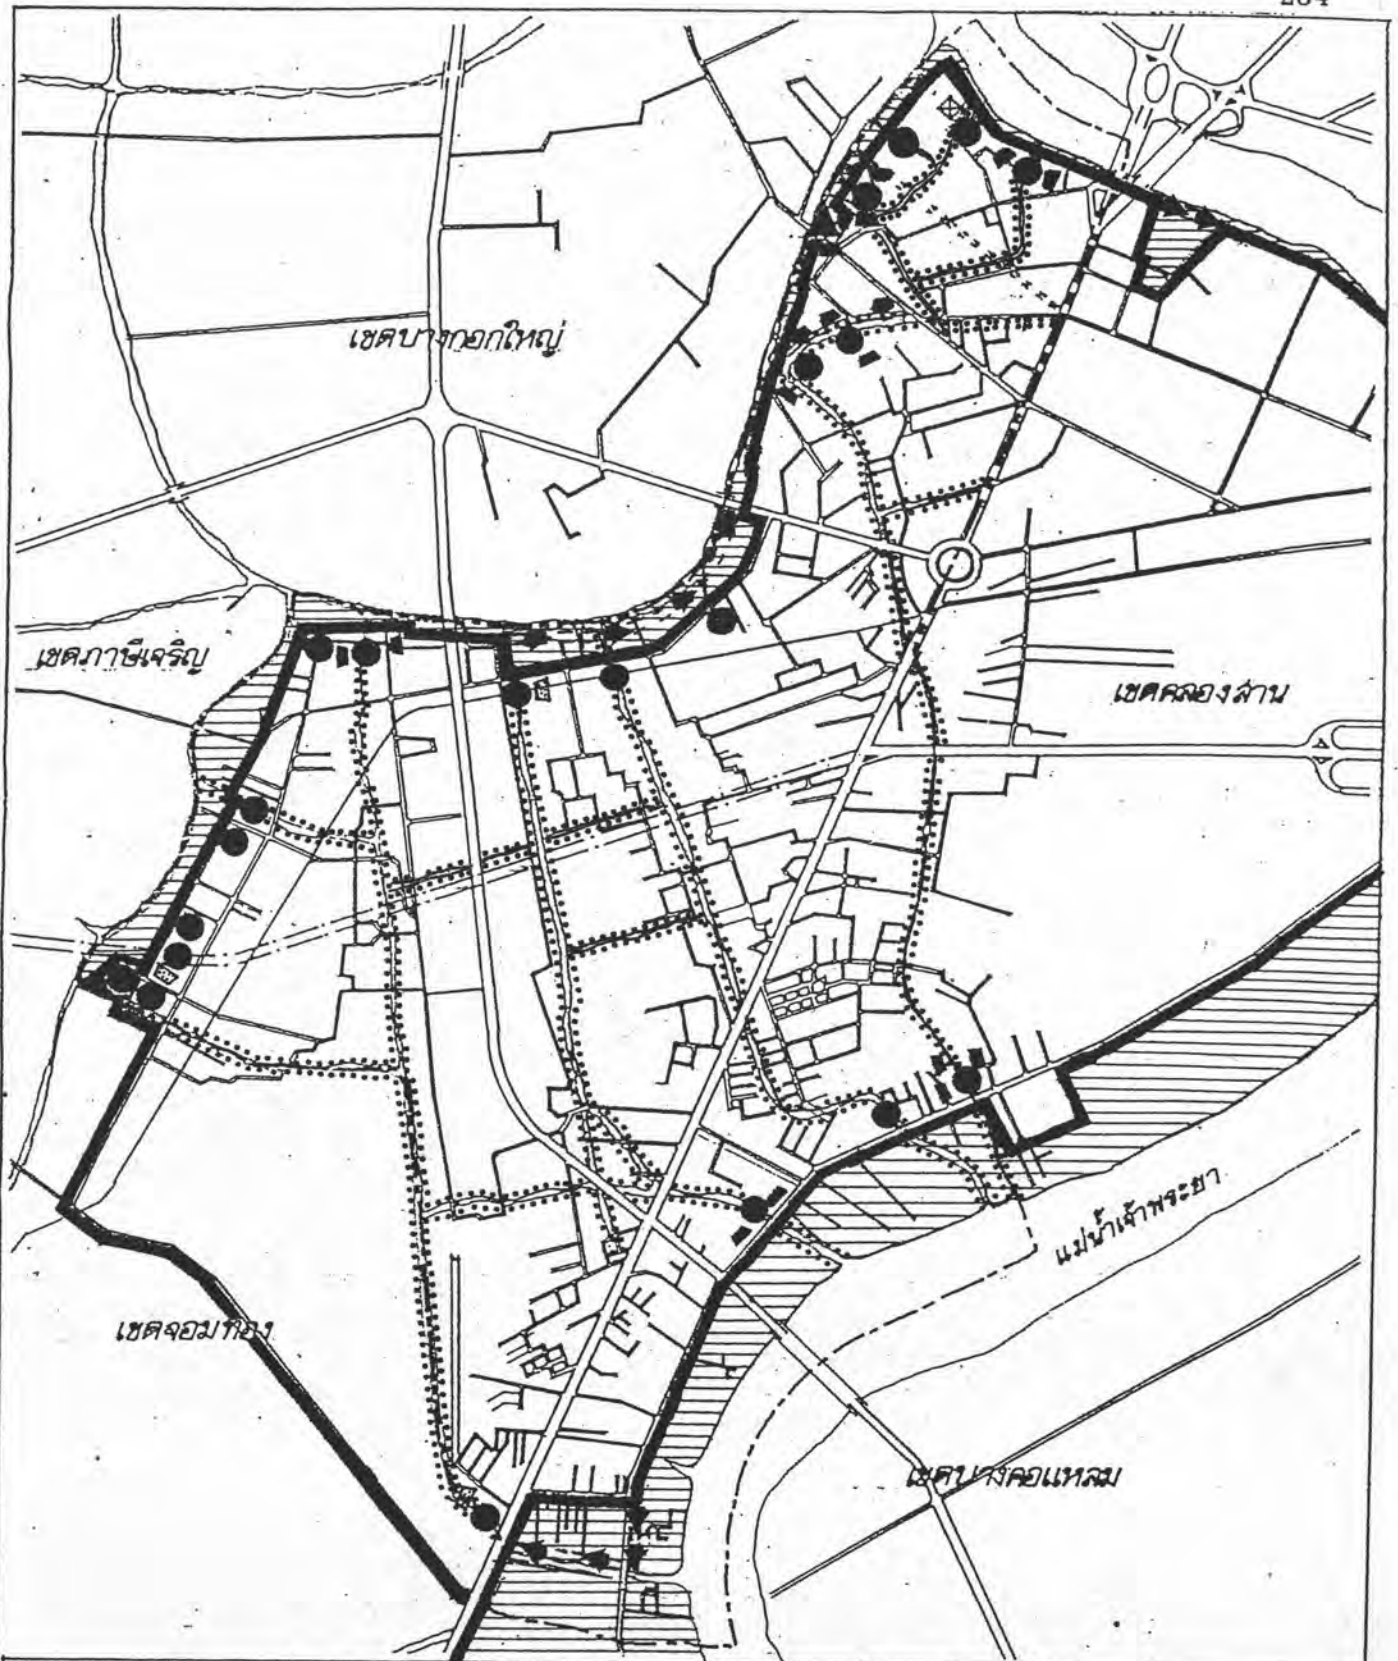 เขตบางกอกใหญ่
เขตภาษีเจริญ
เขตคลองสาน
แม่น้ำเจ้าพระยา
เขตจอมทอง
เขตบางคอแหลม